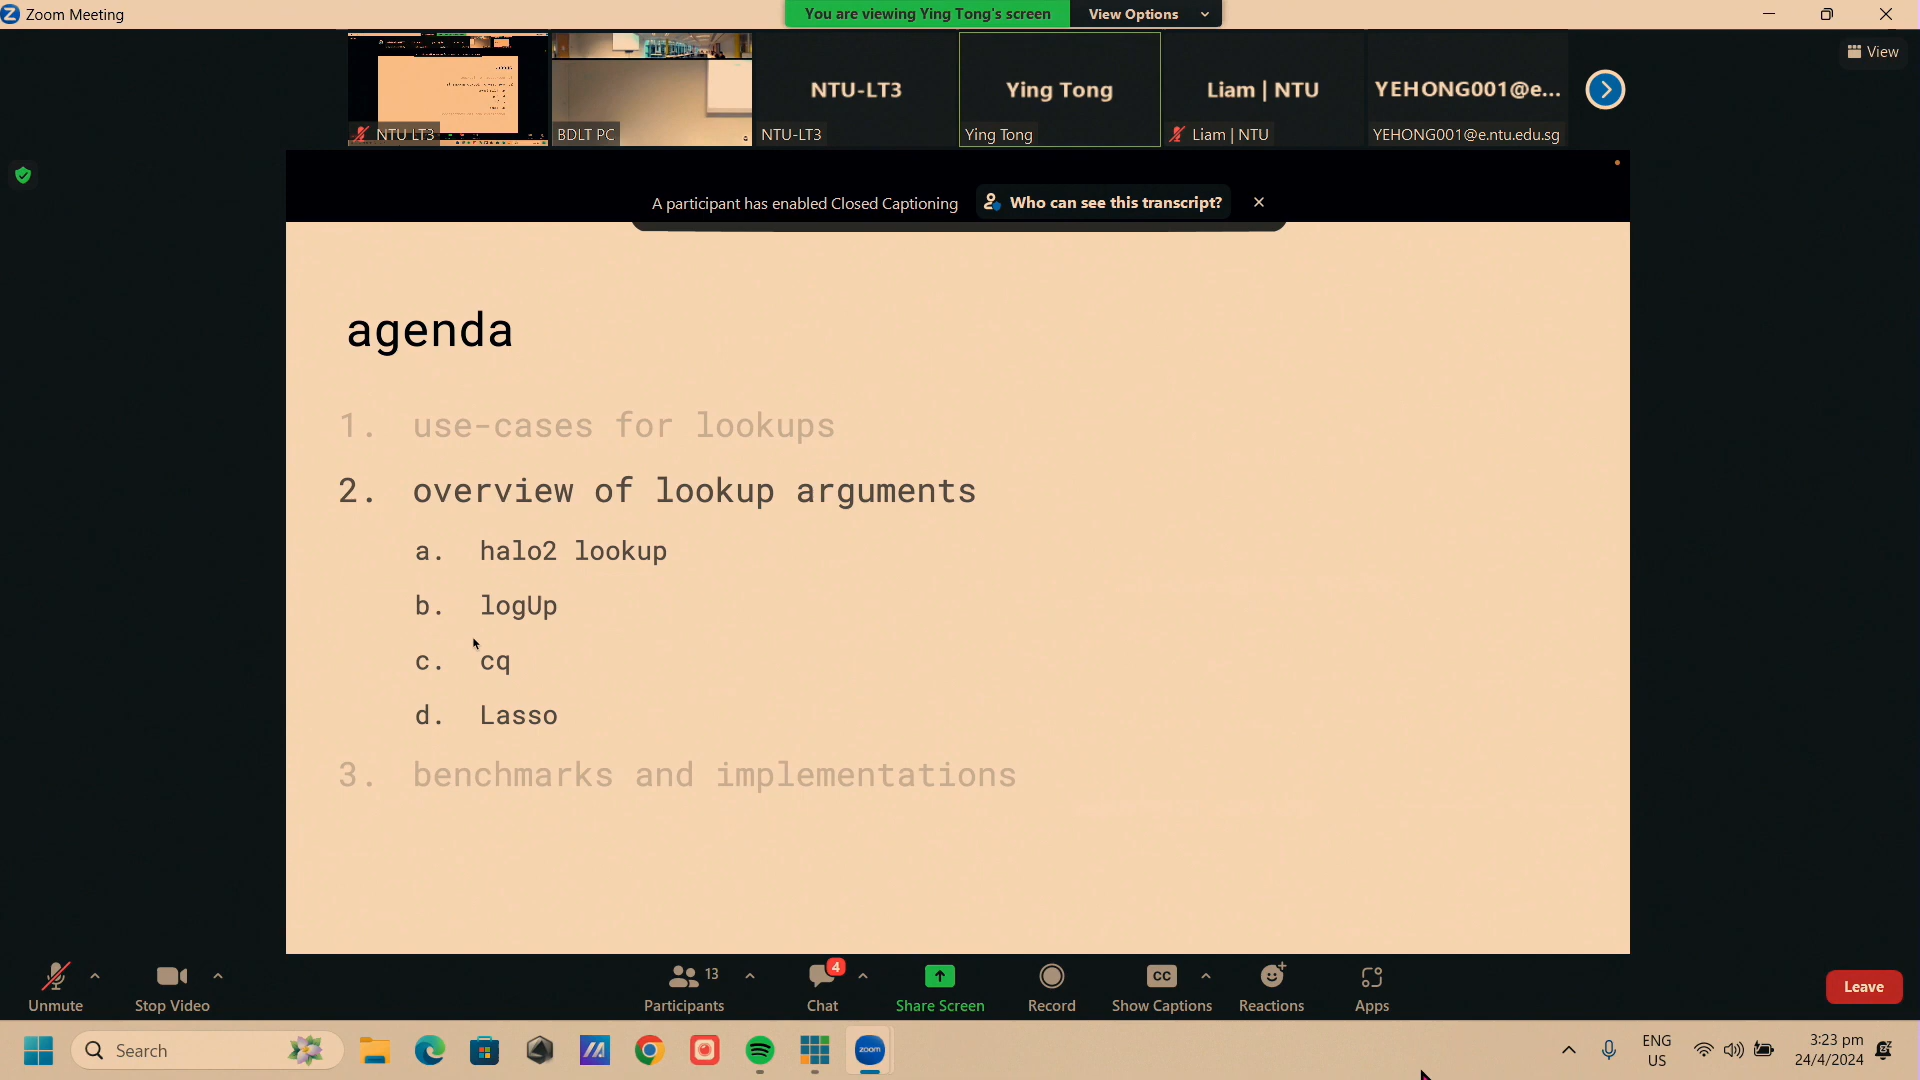 Zoom Meeting
You are viewing Ying Tong's screen
View Options
View
NTU LT3
BDLT PC
NTU-LT3
NTU-LT3
Ying Tong
Ying Tong
Liam | NTU
Liam | NTU
YEHONG001@e...
YEHONG001@e.ntu.edu.sg
A participant has enabled Closed Captioning
Who can see this transcript?
agenda
1. use-cases for lookups
2. overview of lookup arguments
a. halo2 lookup
b. logUp
c. cq
d. Lasso
3. benchmarks and implementations
Unmute
Stop Video
13
Participants
4
Chat
Share Screen
Record
CC
Show Captions
Reactions
Apps
Leave
Search
zoom
ENG
US
3:23 pm
24/4/2024